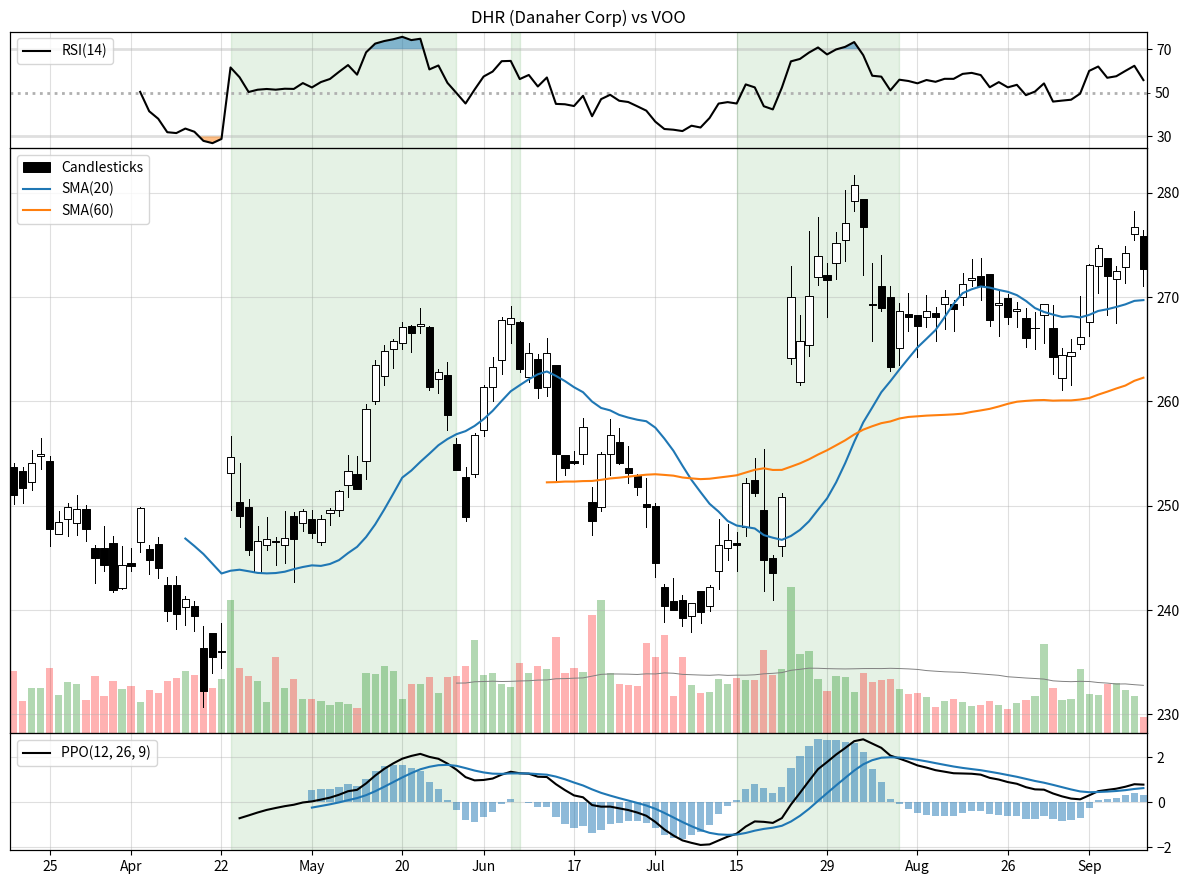 DHR (Danaher Corp) vs VOO
RSI(14)
70
50
30
Candlesticks
SMA(20)
SMA(60)
280
270
260
250
240
230
PPO(12, 26, 9)
2
0
−2
25 Apr 22 May 20 Jun 17 Jul 15 29 Aug 26 Sep